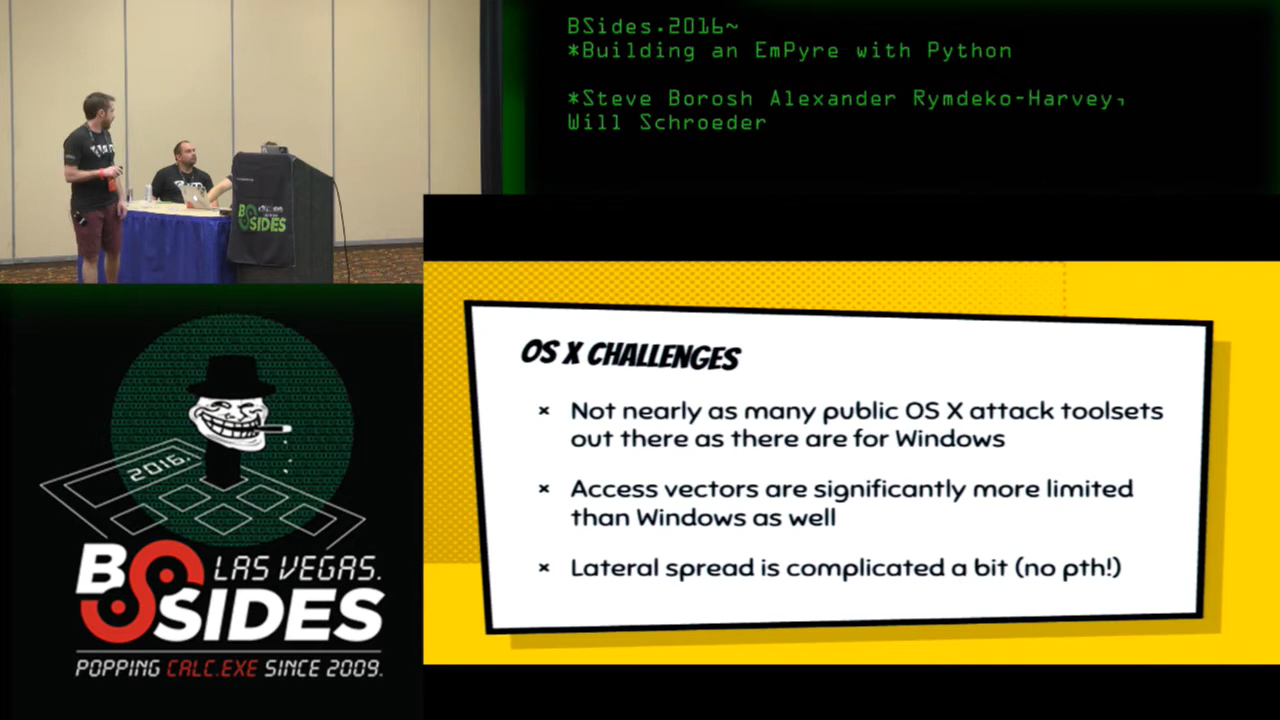 BSides.2016~
*Building an EmPyre with Python
*Steve Borosh Alexander Rymdeko-Harvey,
Will Schroeder
BSIDES
OS X CHALLENGES
× Not nearly as many public OS X attack toolsets
out there as there are for Windows
× Access vectors are significantly more limited
than Windows as well
× Lateral spread is complicated a bit (no pth!)
2016.
BSIDES LAS VEGAS.
POPPING CALC.EXE SINCE 2009.